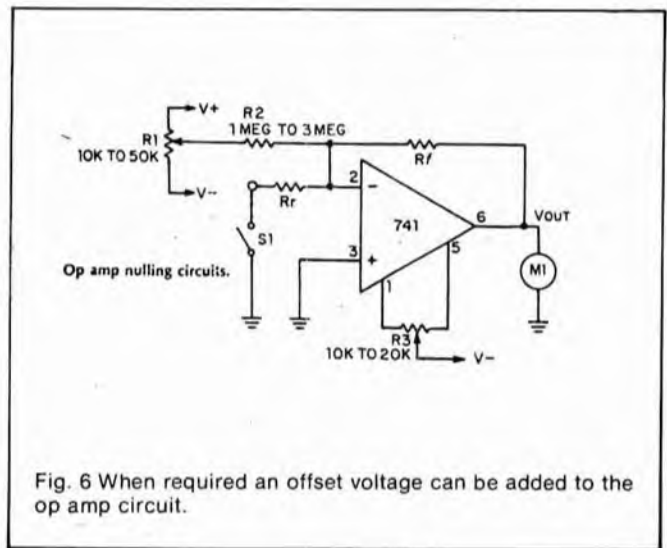 V+
R2
1 MEG TO 3 MEG
R1
10K TO 50K
Rf
V-
2
−
Rr
741
6
VOUT
S1
3
+
5
M1
Op amp nulling circuits.
1
R3
10K TO 20K
V-
Fig. 6 When required an offset voltage can be added to the
op amp circuit.